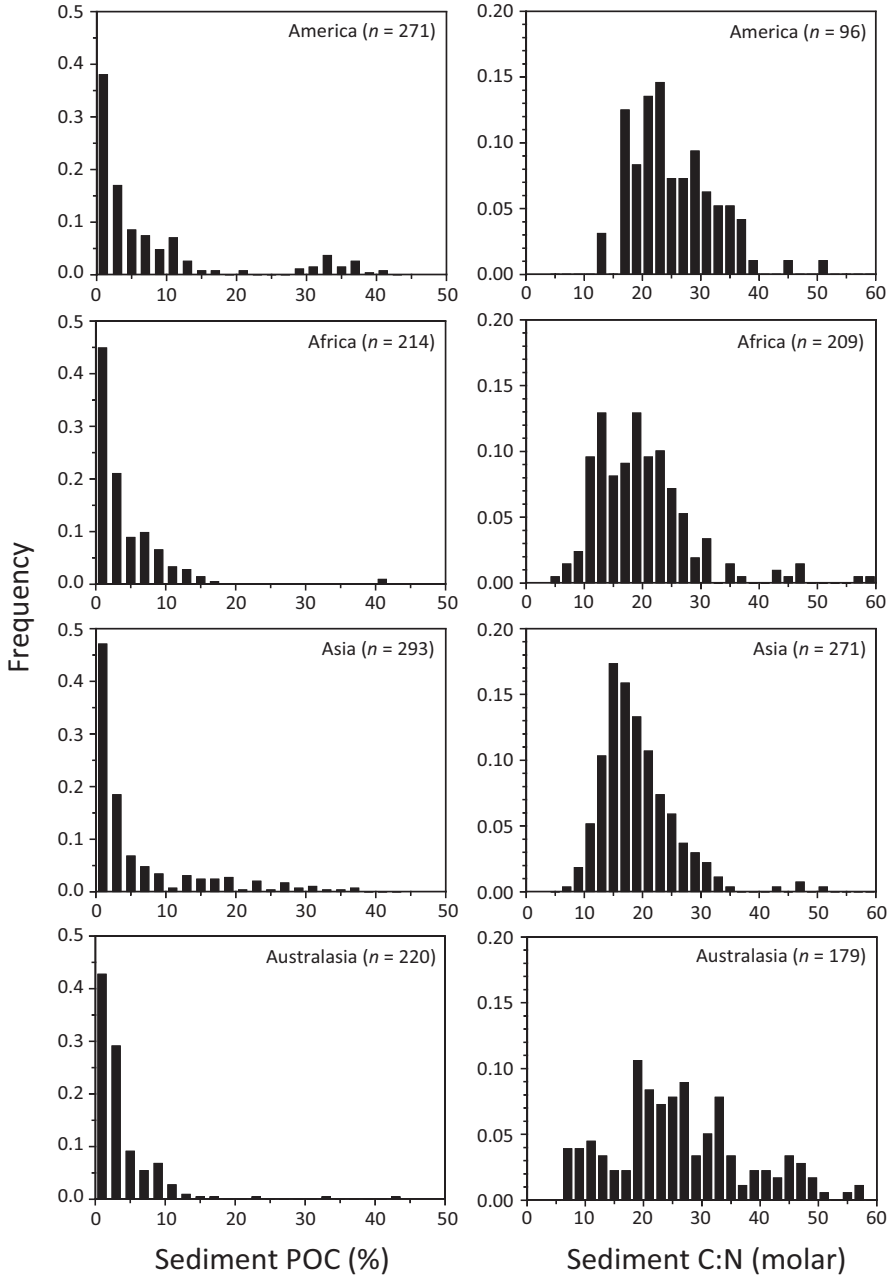 Frequency
0.5
America (n = 271)
0.4
0.3
0.2
0.1
0.0
0 10 20 30 40 50
0.20
America (n = 96)
0.15
0.10
0.05
0.00
0 10 20 30 40 50 60
0.5
Africa (n = 214)
0.4
0.3
0.2
0.1
0.0
0 10 20 30 40 50
0.20
Africa (n = 209)
0.15
0.10
0.05
0.00
0 10 20 30 40 50 60
0.5
Asia (n = 293)
0.4
0.3
0.2
0.1
0.0
0 10 20 30 40 50
0.20
Asia (n = 271)
0.15
0.10
0.05
0.00
0 10 20 30 40 50 60
0.5
Australasia (n = 220)
0.4
0.3
0.2
0.1
0.0
0 10 20 30 40 50
0.20
Australasia (n = 179)
0.15
0.10
0.05
0.00
0 10 20 30 40 50 60
Sediment POC (%)
Sediment C:N (molar)